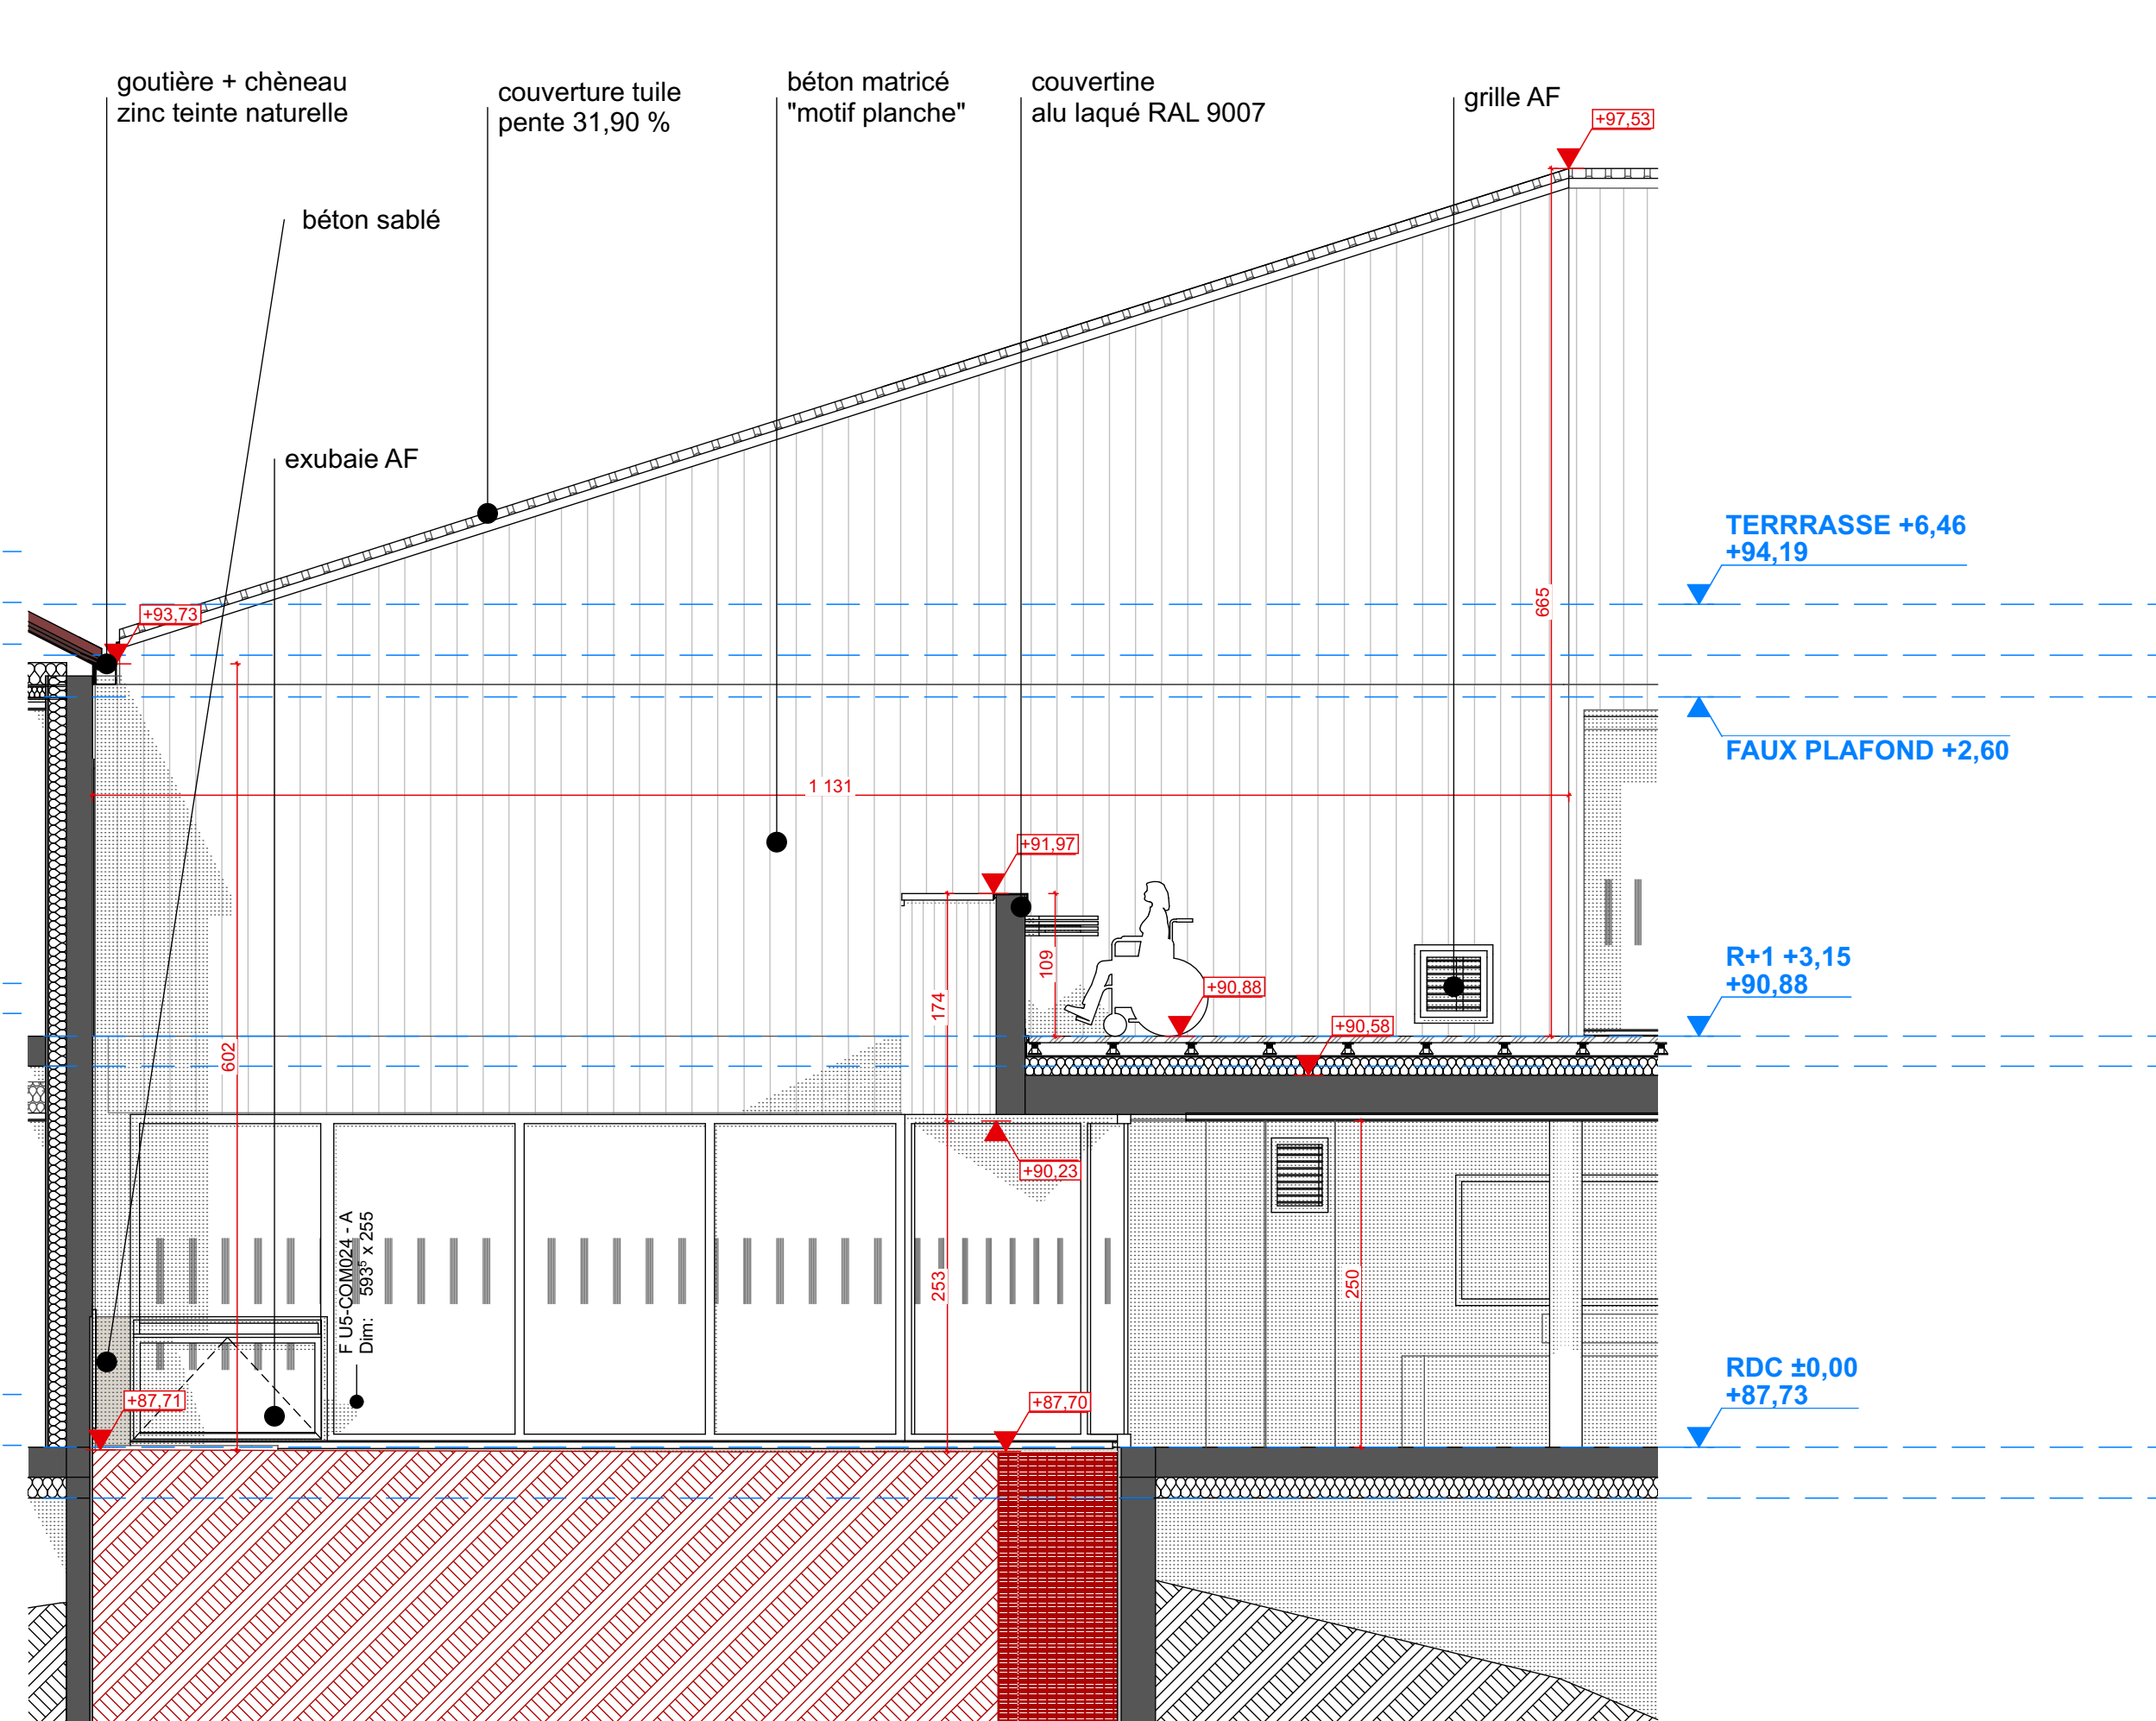 goutière + chèneau
zinc teinte naturelle
couverture tuile
pente 31,90 %
béton matricé
"motif planche"
couvertine
alu laqué RAL 9007
grille AF
+97,53
béton sablé
exubaie AF
TERRRASSE +6,46
+94,19
+93,73
665
FAUX PLAFOND +2,60
1 131
+91,97
R+1 +3,15
+90,88
109
+90,88
174
+90,58
602
+90,23
F U5-COM024 - A
Dim: 593⁵ x 255
253
250
RDC ±0,00
+87,73
+87,71
+87,70